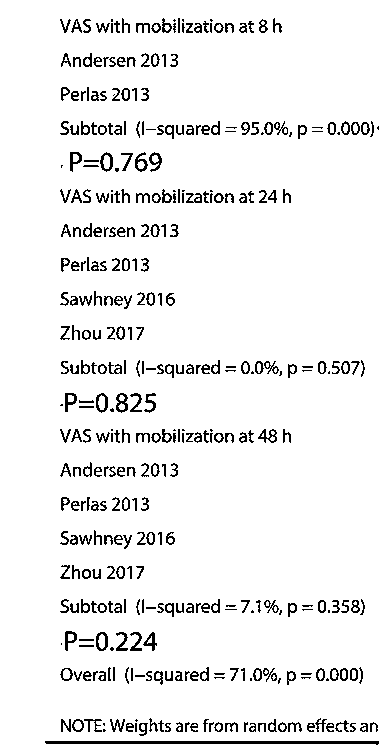 VAS with mobilization at 8 h
Andersen 2013
Perlas 2013
Subtotal (I-squared = 95.0%, p = 0.000)
P=0.769
VAS with mobilization at 24 h
Andersen 2013
Perlas 2013
Sawhney 2016
Zhou 2017
Subtotal (I-squared = 0.0%, p = 0.507)
P=0.825
VAS with mobilization at 48 h
Andersen 2013
Perlas 2013
Sawhney 2016
Zhou 2017
Subtotal (I-squared = 7.1%, p = 0.358)
P=0.224
Overall (I-squared = 71.0%, p = 0.000)
NOTE: Weights are from random effects an